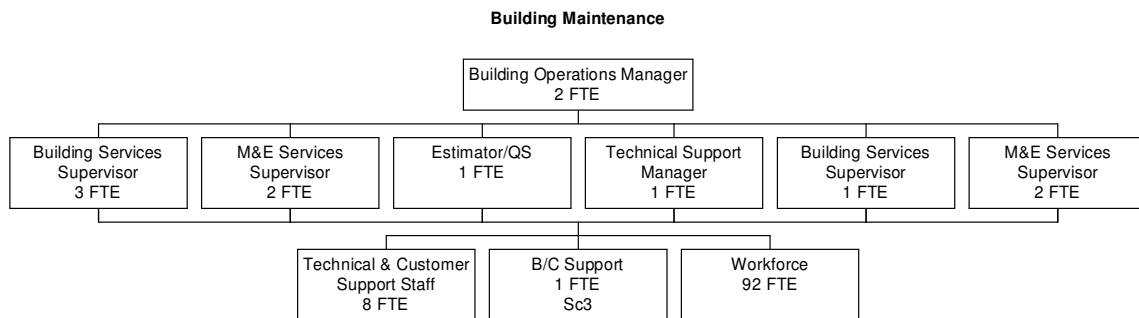 Building Maintenance
Building Operations Manager
2 FTE
Building Services
Supervisor
3 FTE
M&E Services
Supervisor
2 FTE
Estimator/QS
1 FTE
Technical Support
Manager
1 FTE
Building Services
Supervisor
1 FTE
M&E Services
Supervisor
2 FTE
Technical & Customer
Support Staff
8 FTE
B/C Support
1 FTE
Sc3
Workforce
92 FTE